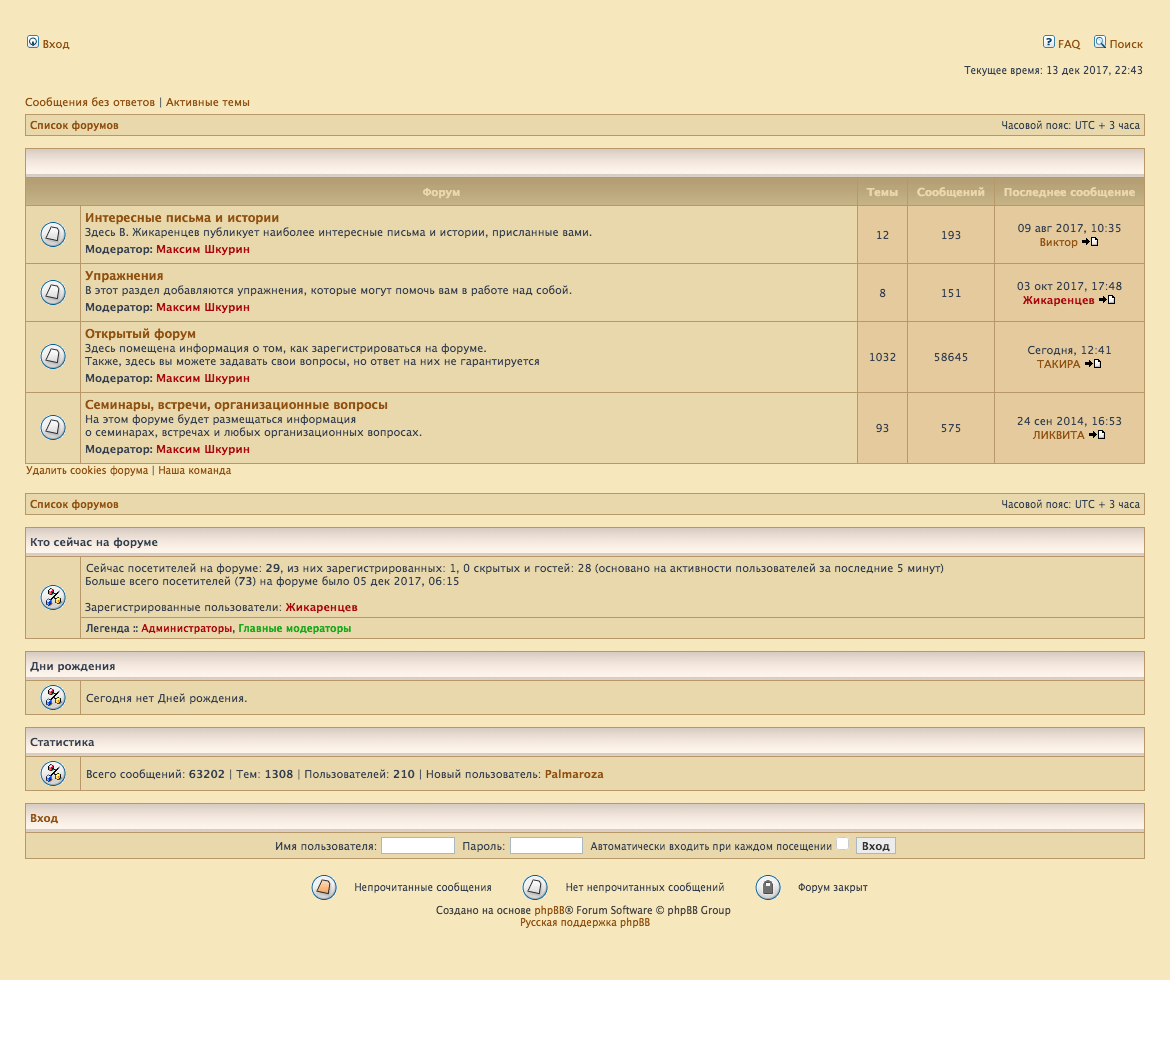 Вход
FAQ Поиск
Текущее время: 13 дек 2017, 22:43
Сообщения без ответов | Активные темы
Список форумов Часовой пояс: UTC + 3 часа
Форум Темы Сообщений Последнее сообщение
Интересные письма и истории
Здесь В. Жикаренцев публикует наиболее интересные письма и истории, присланные вами.
Модератор: Максим Шкурин
12 193 09 авг 2017, 10:35
Виктор
Упражнения
В этот раздел добавляются упражнения, которые могут помочь вам в работе над собой.
Модератор: Максим Шкурин
8 151 03 окт 2017, 17:48
Жикаренцев
Открытый форум
Здесь помещена информация о том, как зарегистрироваться на форуме.
Также, здесь вы можете задавать свои вопросы, но ответ на них не гарантируется
Модератор: Максим Шкурин
1032 58645 Сегодня, 12:41
ТАКИРА
Семинары, встречи, организационные вопросы
На этом форуме будет размещаться информация
о семинарах, встречах и любых организационных вопросах.
Модератор: Максим Шкурин
93 575 24 сен 2014, 16:53
ЛИКВИТА
Удалить cookies форума | Наша команда
Список форумов Часовой пояс: UTC + 3 часа
Кто сейчас на форуме
Сейчас посетителей на форуме: 29, из них зарегистрированных: 1, 0 скрытых и гостей: 28 (основано на активности пользователей за последние 5 минут)
Больше всего посетителей (73) на форуме было 05 дек 2017, 06:15
Зарегистрированные пользователи: Жикаренцев
Легенда :: Администраторы, Главные модераторы
Дни рождения
Сегодня нет Дней рождения.
Статистика
Всего сообщений: 63202 | Тем: 1308 | Пользователей: 210 | Новый пользователь: Palmaroza
Вход
Имя пользователя: Пароль: Автоматически входить при каждом посещении Вход
Непрочитанные сообщения Нет непрочитанных сообщений Форум закрыт
Создано на основе phpBB® Forum Software © phpBB Group
Русская поддержка phpBB